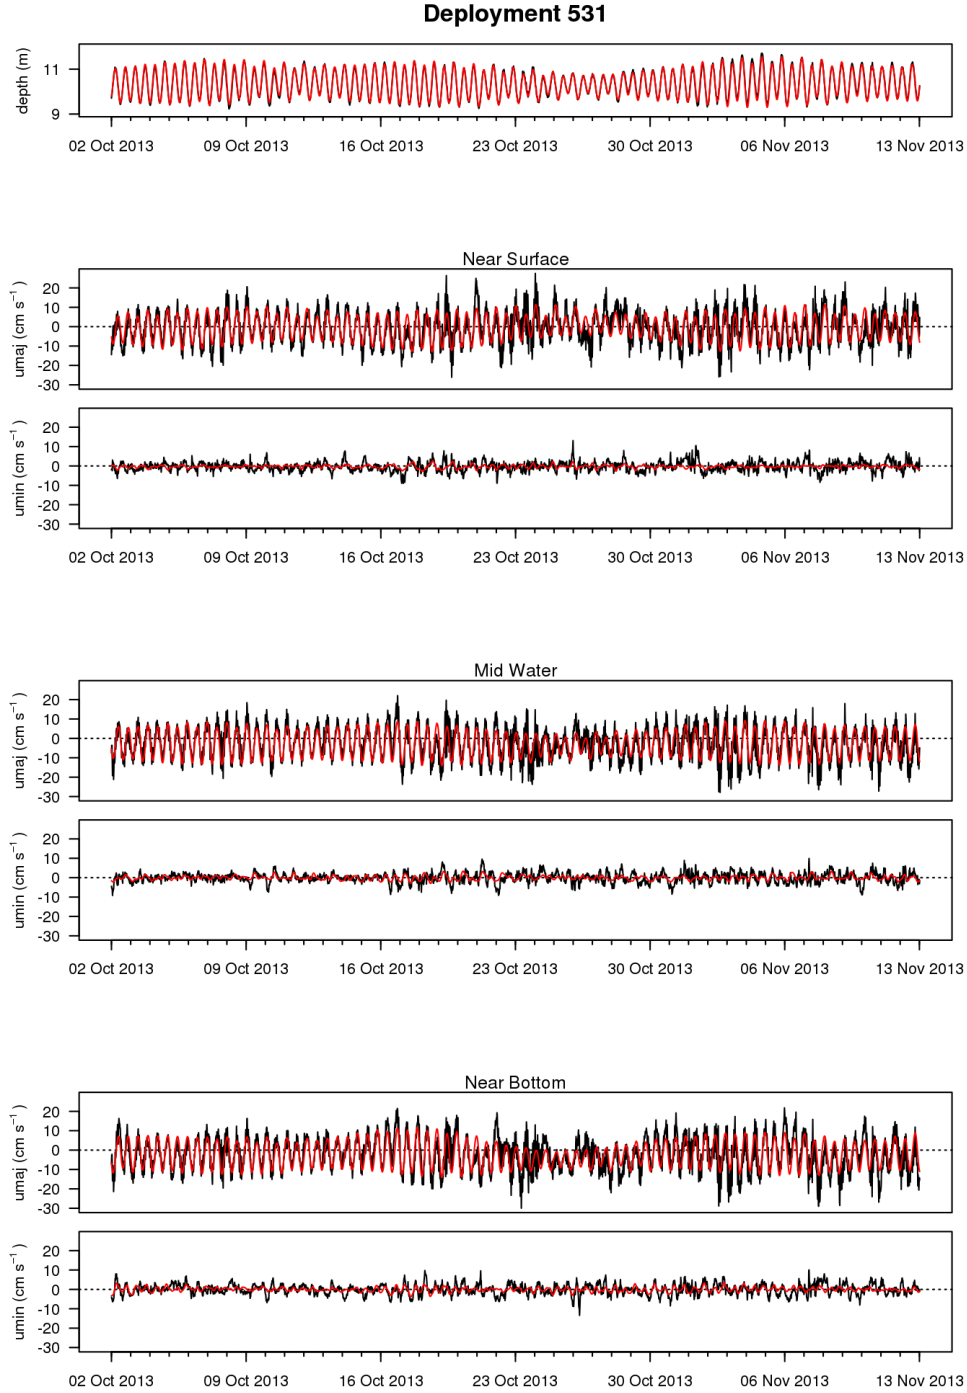 Deployment 531
depth (m)
11
9
02 Oct 2013 09 Oct 2013 16 Oct 2013 23 Oct 2013 30 Oct 2013 06 Nov 2013 13 Nov 2013
Near Surface
umaj (cm s⁻¹ )
20
10
0
-10
-20
-30
umin (cm s⁻¹ )
20
10
0
-10
-20
-30
02 Oct 2013 09 Oct 2013 16 Oct 2013 23 Oct 2013 30 Oct 2013 06 Nov 2013 13 Nov 2013
Mid Water
umaj (cm s⁻¹ )
20
10
0
-10
-20
-30
umin (cm s⁻¹ )
20
10
0
-10
-20
-30
02 Oct 2013 09 Oct 2013 16 Oct 2013 23 Oct 2013 30 Oct 2013 06 Nov 2013 13 Nov 2013
Near Bottom
umaj (cm s⁻¹ )
20
10
0
-10
-20
-30
umin (cm s⁻¹ )
20
10
0
-10
-20
-30
02 Oct 2013 09 Oct 2013 16 Oct 2013 23 Oct 2013 30 Oct 2013 06 Nov 2013 13 Nov 2013